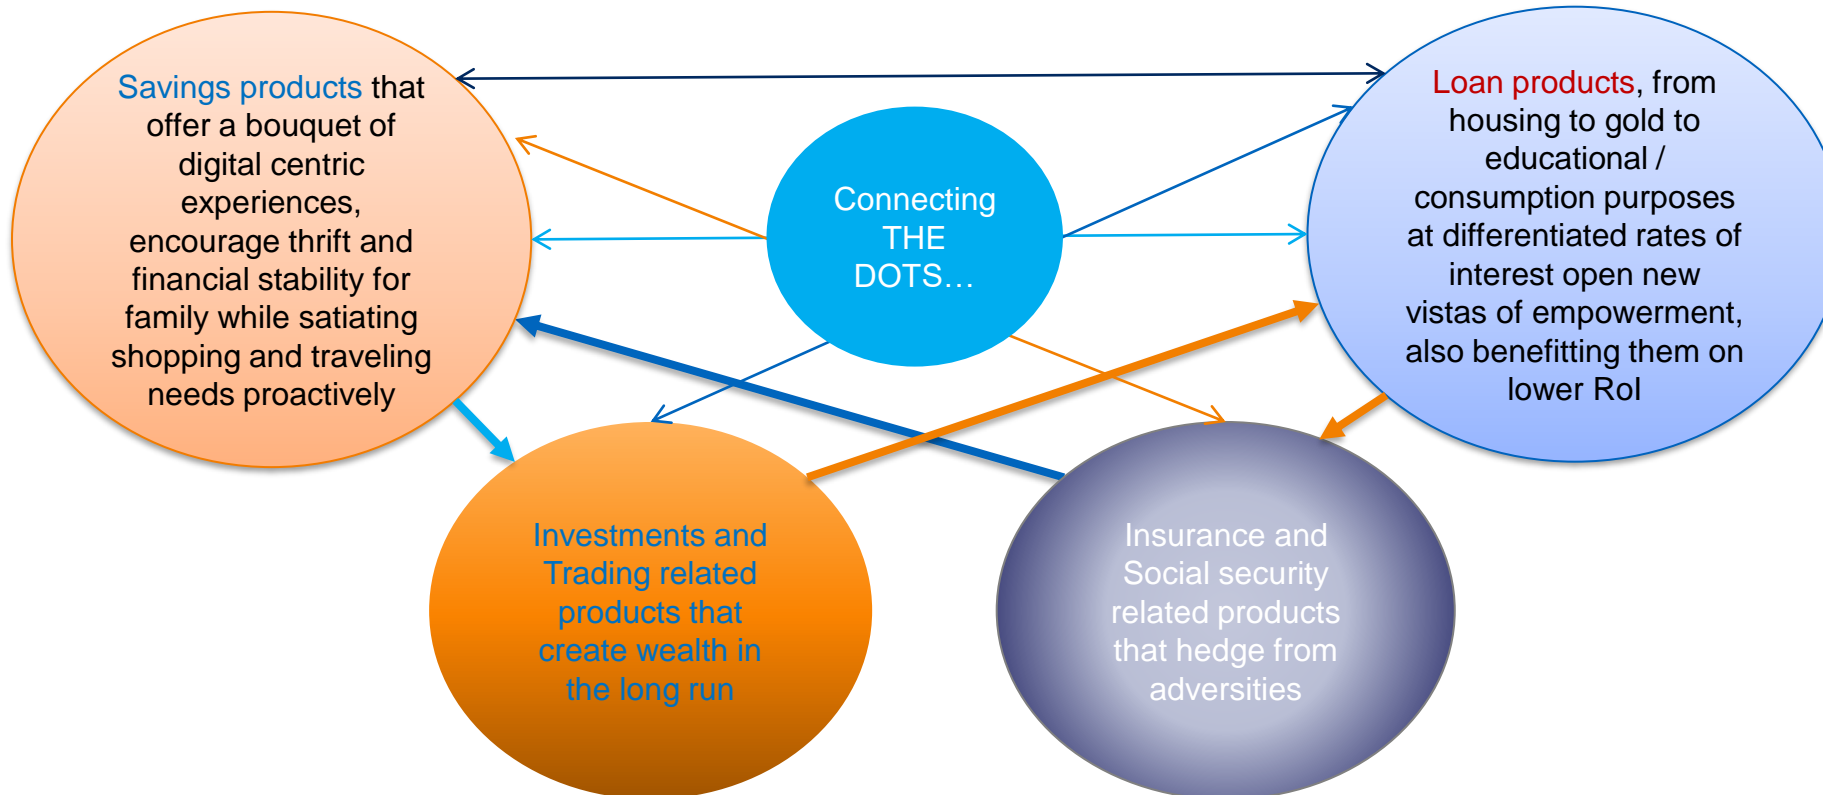 Savings products that
offer a bouquet of
digital centric
experiences,
encourage thrift and
financial stability for
family while satiating
shopping and traveling
needs proactively
Connecting
THE
DOTS…
Loan products, from
housing to gold to
educational /
consumption purposes
at differentiated rates of
interest open new
vistas of empowerment,
also benefitting them on
lower RoI
Investments and
Trading related
products that
create wealth in
the long run
Insurance and
Social security
related products
that hedge from
adversities